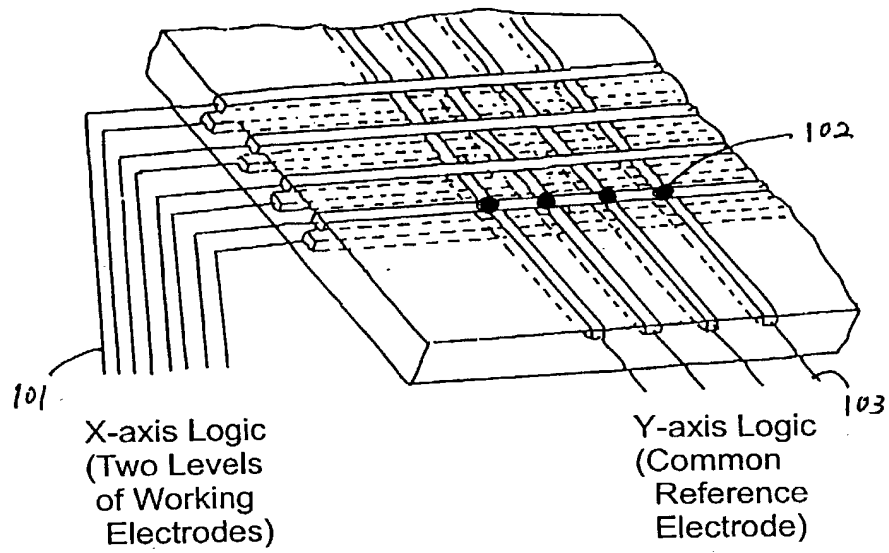 102
101
103
X-axis Logic
(Two Levels
of Working
Electrodes)
Y-axis Logic
(Common
Reference
Electrode)